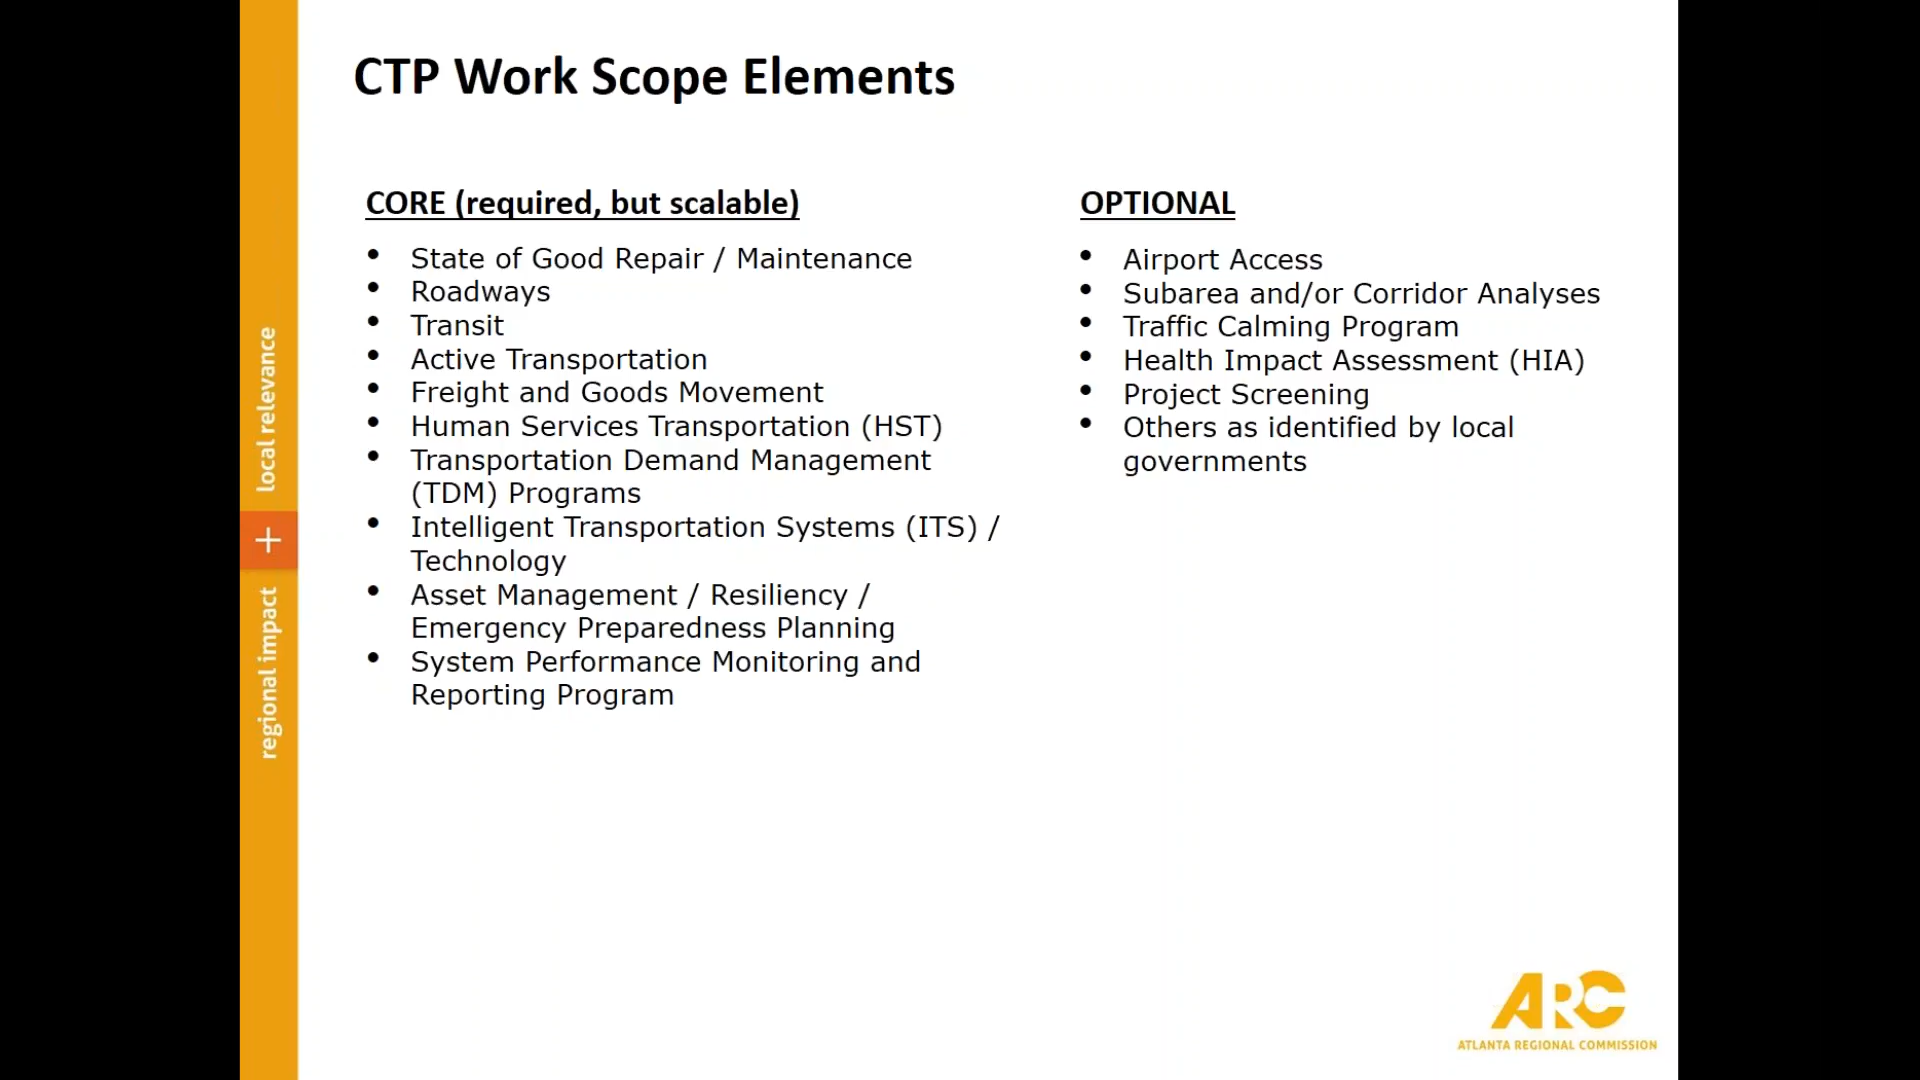 CTP Work Scope Elements
CORE (required, but scalable)
• State of Good Repair / Maintenance
• Roadways
• Transit
• Active Transportation
• Freight and Goods Movement
• Human Services Transportation (HST)
• Transportation Demand Management
(TDM) Programs
• Intelligent Transportation Systems (ITS) /
Technology
• Asset Management / Resiliency /
Emergency Preparedness Planning
• System Performance Monitoring and
Reporting Program
OPTIONAL
• Airport Access
• Subarea and/or Corridor Analyses
• Traffic Calming Program
• Health Impact Assessment (HIA)
• Project Screening
• Others as identified by local
governments
regional impact + local relevance
ARC
ATLANTA REGIONAL COMMISSION